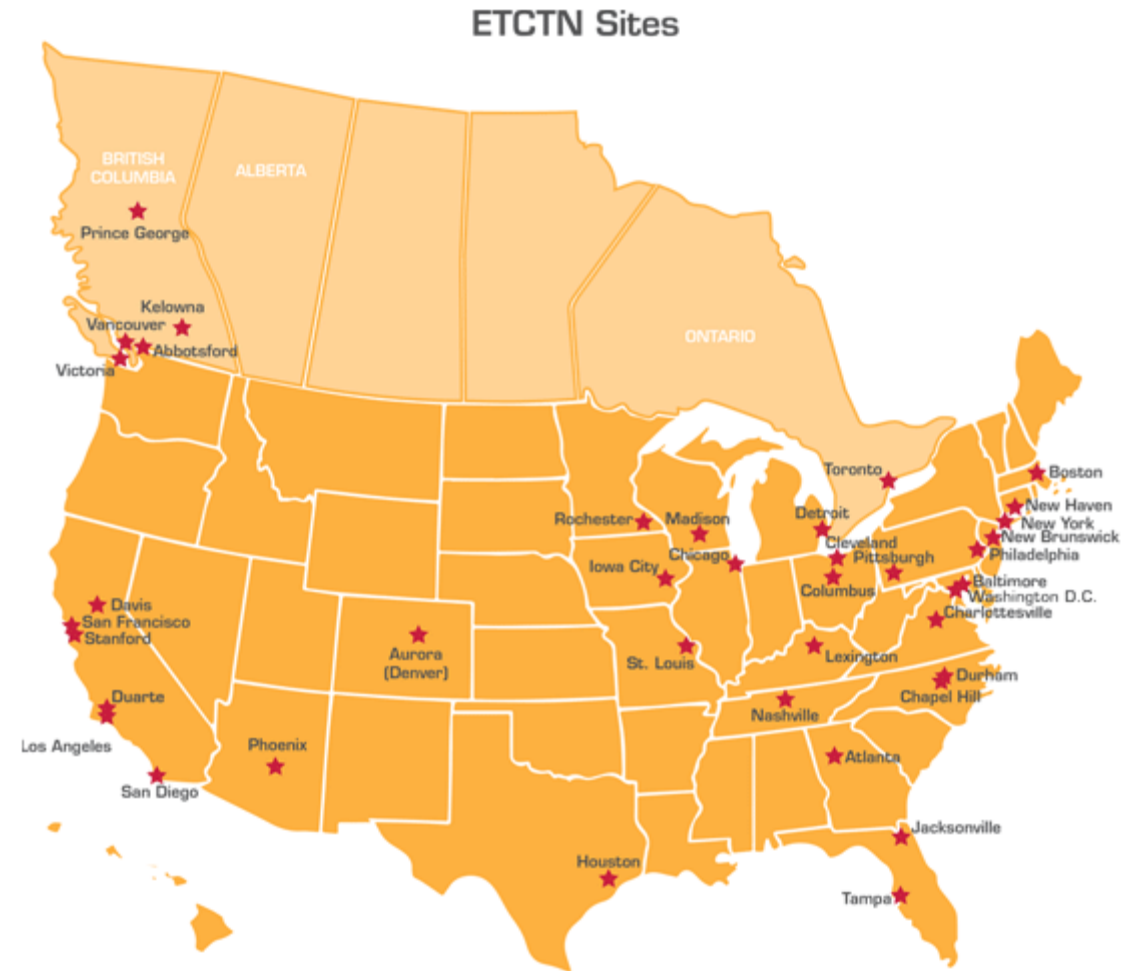 ETCTN Sites
BRITISH
COLUMBIA
ALBERTA
Prince George
Kelowna
Vancouver
Abbotsford
Victoria
ONTARIO
Toronto
Boston
New Haven
New York
New Brunswick
Philadelphia
Rochester
Madison
Detroit
Cleveland
Pittsburgh
Chicago
Iowa City
Columbus
Baltimore
Washington D.C.
Charlottesville
Davis
San Francisco
Stanford
Aurora
(Denver)
St. Louis
Lexington
Durham
Chapel Hill
Duarte
Nashville
Los Angeles
Phoenix
Atlanta
San Diego
Jacksonville
Houston
Tampa